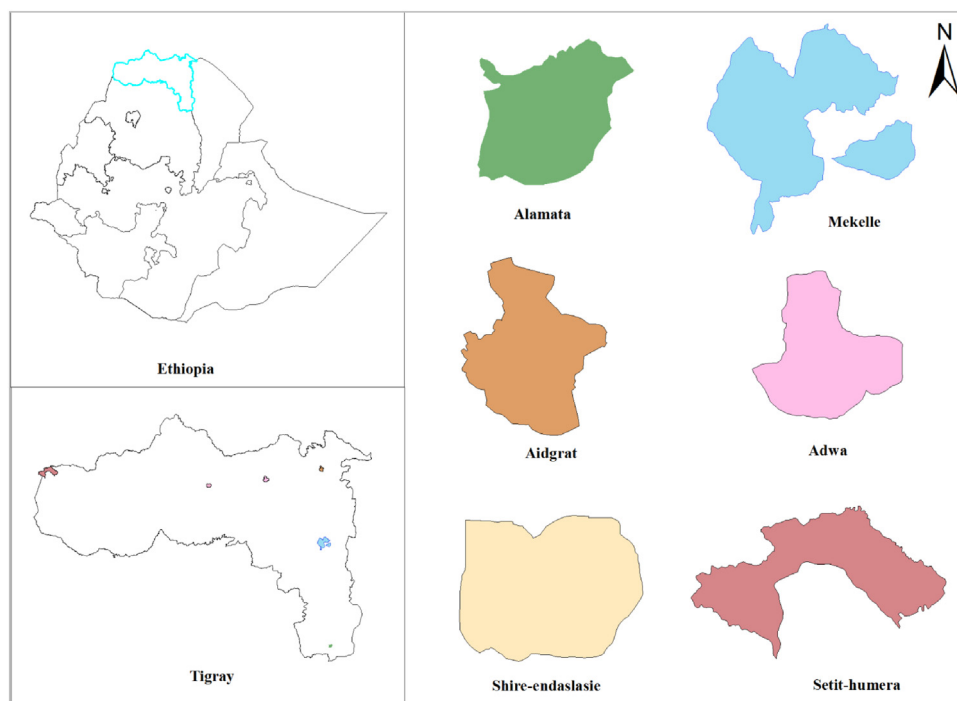 Ethiopia
Tigray
N
Alamata
Mekelle
Aidgrat
Adwa
Shire-endaslasie
Setit-humera